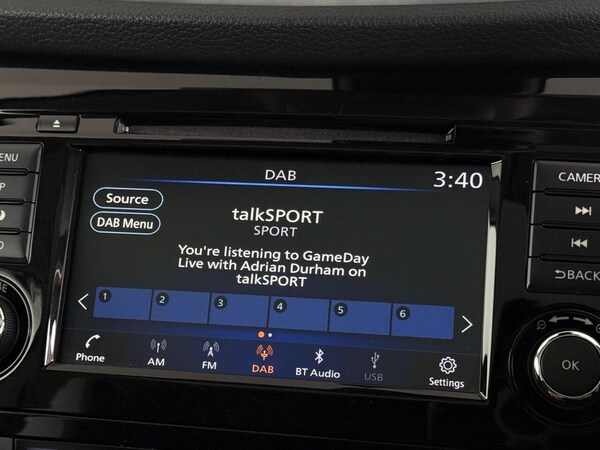 DAB
3:40
Source
DAB Menu
talkSPORT
SPORT
You're listening to GameDay
Live with Adrian Durham on
talkSPORT
1 2 3 4 5 6
Phone
AM
FM
DAB
BT Audio
USB
Settings
ENU
P
CAMER
BACK
OK